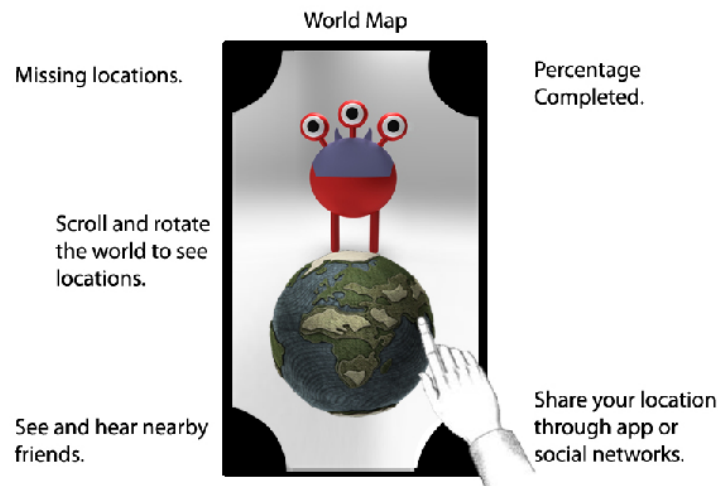 World Map
Missing locations.
Percentage
Completed.
Scroll and rotate
the world to see
locations.
See and hear nearby
friends.
Share your location
through app or
social networks.